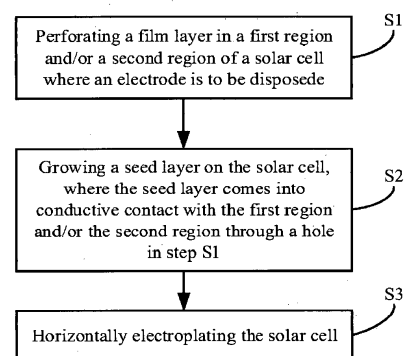 S1
Perforating a film layer in a first region
and/or a second region of a solar cell
where an electrode is to be disposede
S2
Growing a seed layer on the solar cell,
where the seed layer comes into
conductive contact with the first region
and/or the second region through a hole
in step S1
S3
Horizontally electroplating the solar cell